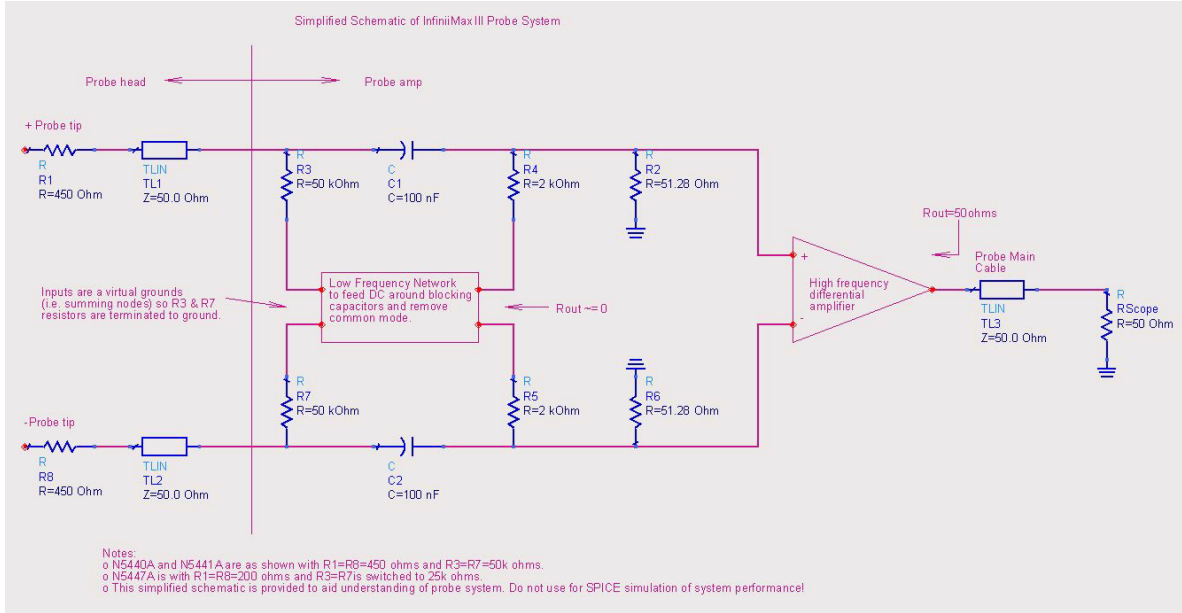 Simplified Schematic of InfiniiMax III Probe System
Probe head
Probe amp
+ Probe tip
R
R1
R=450 Ohm
TLIN
TL1
Z=50.0 Ohm
R
R3
R=50 kOhm
C
C1
C=100 nF
R
R4
R=2 kOhm
R
R2
R=51.28 Ohm
Rout=50ohms
Probe Main
Cable
+
High frequency
differential
amplifier
-
TLIN
TL3
Z=50.0 Ohm
R
RScope
R=50 Ohm
Inputs are a virtual grounds
(i.e. summing nodes) so R3 & R7
resistors are terminated to ground.
Low Frequency Network
to feed DC around blocking
capacitors and remove
common mode.
Rout ~=0
R
R7
R=50 kOhm
R
R5
R=2 kOhm
R
R6
R=51.28 Ohm
-Probe tip
R
R8
R=450 Ohm
TLIN
TL2
Z=50.0 Ohm
C
C2
C=100 nF
Notes:
o N5440A and N5441A are as shown with R1=R8=450 ohms and R3=R7=50k ohms.
o N5447A is with R1=R8=200 ohms and R3=R7 is switched to 25k ohms.
o This simplified schematic is provided to aid understanding of probe system. Do not use for SPICE simulation of system performance!